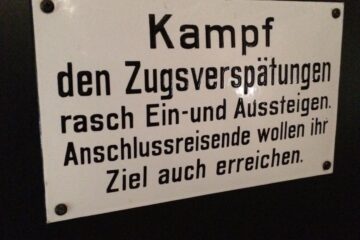 Kampf
den Zugsverspätungen
rasch Ein-und Aussteigen.
Anschlussreisende wollen ihr
Ziel auch erreichen.